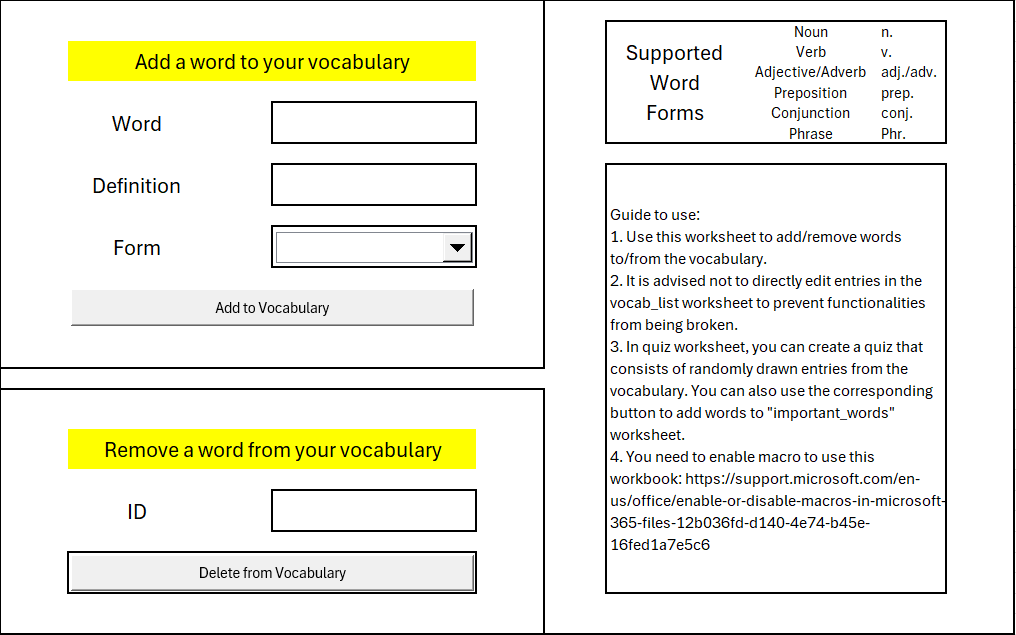 Add a word to your vocabulary
Word
Definition
Form
Add to Vocabulary
Remove a word from your vocabulary
ID
Delete from Vocabulary
Supported
Word
Forms
Noun n.
Verb v.
Adjective/Adverb adj./adv.
Preposition prep.
Conjunction conj.
Phrase Phr.
Guide to use:
1. Use this worksheet to add/remove words
to/from the vocabulary.
2. It is advised not to directly edit entries in the
vocab_list worksheet to prevent functionalities
from being broken.
3. In quiz worksheet, you can create a quiz that
consists of randomly drawn entries from the
vocabulary. You can also use the corresponding
button to add words to "important_words"
worksheet.
4. You need to enable macro to use this
workbook: https://support.microsoft.com/en-
us/office/enable-or-disable-macros-in-microsoft-
365-files-12b036fd-d140-4e74-b45e-
16fed1a7e5c6